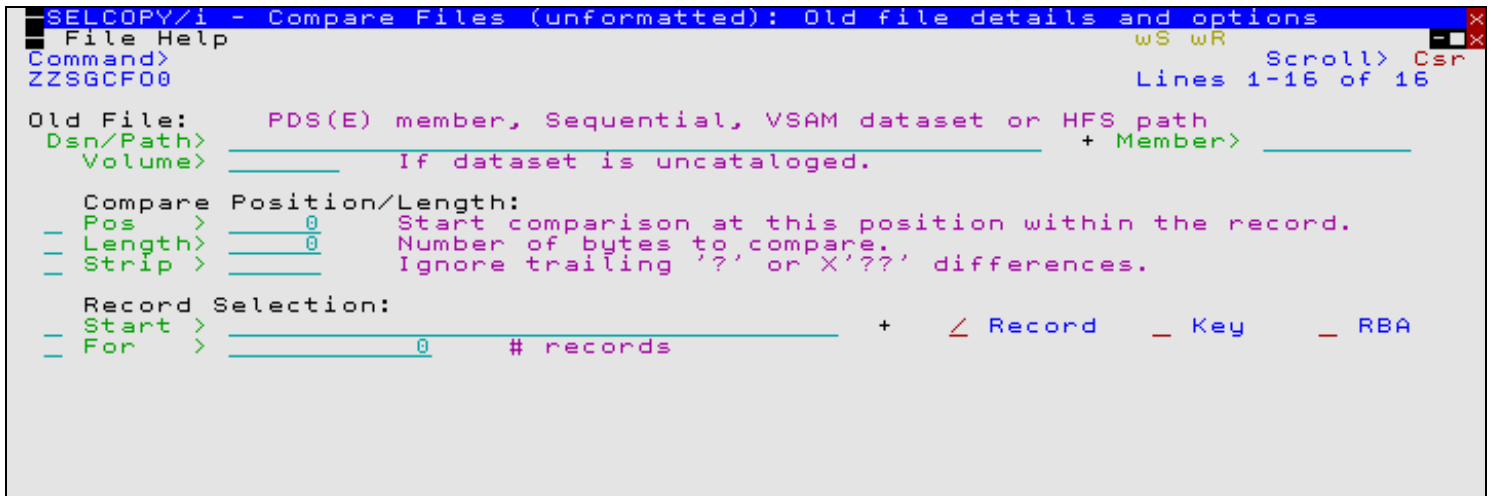 SELCOPY/i - Compare Files (unformatted): Old file details and options
File Help wS wR
Command> Scroll> Csr
ZZSGCFO0 Lines 1-16 of 16
Old File: PDS(E) member, Sequential, VSAM dataset or HFS path
Dsn/Path> + Member>
Volume> If dataset is uncataloged.
Compare Position/Length:
_ Pos > 0 Start comparison at this position within the record.
_ Length> 0 Number of bytes to compare.
_ Strip > Ignore trailing '?' or X'??' differences.
Record Selection:
_ Start > + / Record _ Key _ RBA
_ For > 0 # records